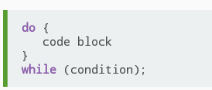 do {
   code block
}
while (condition);